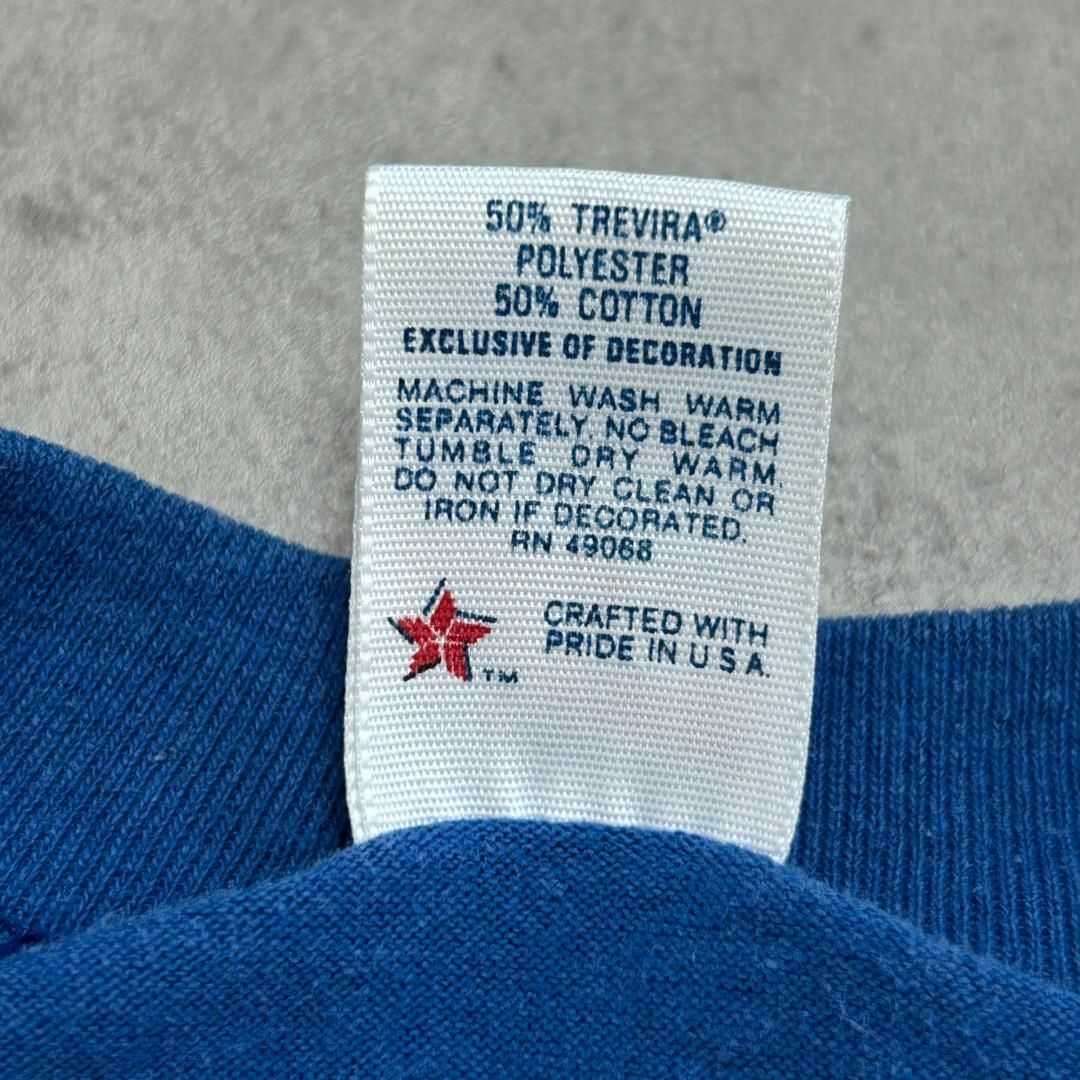 50% TREVIRA®
POLYESTER
50% COTTON
EXCLUSIVE OF DECORATION
MACHINE WASH WARM
SEPARATELY, NO BLEACH
TUMBLE DRY WARM,
DO NOT DRY CLEAN OR
IRON IF DECORATED.
RN 49068
CRAFTED WITH
PRIDE IN U S A.
TM